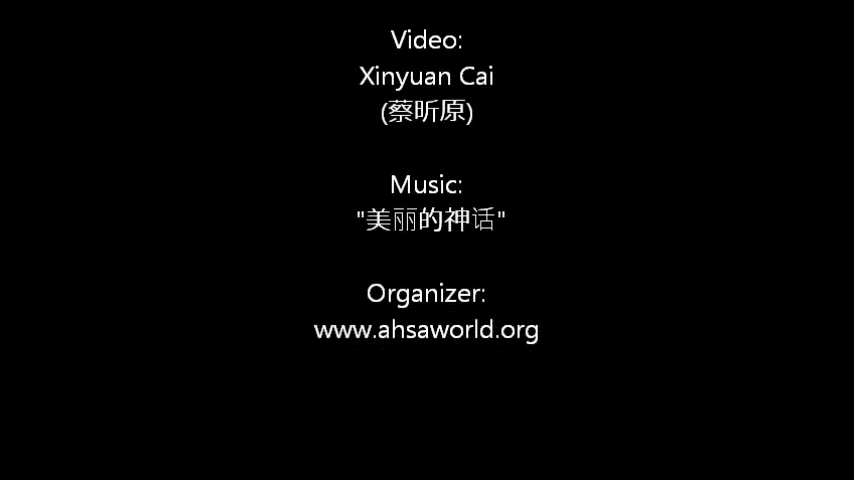 Video:
Xinyuan Cai
(蔡昕原)
Music:
"美丽的神话"
Organizer:
www.ahsaworld.org